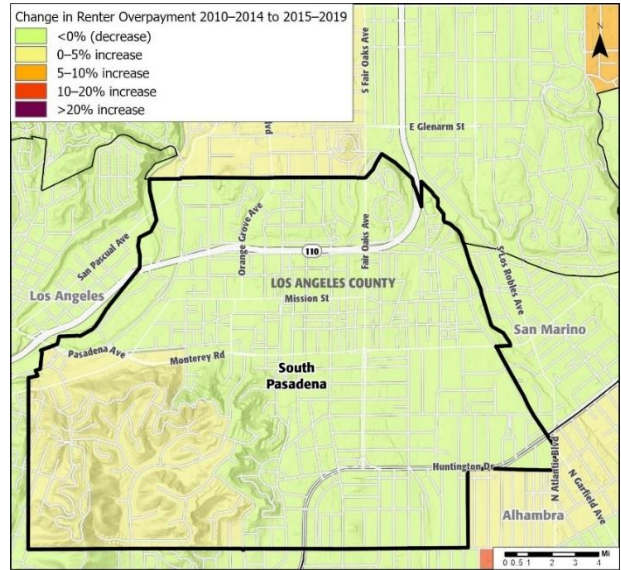 Change in Renter Overpayment 2010–2014 to 2015–2019
<0% (decrease)
0–5% increase
5–10% increase
10–20% increase
>20% increase
S Fair Oaks Ave
N
lvd
E Glenarm St
San Pascual Ave
Orange Grove Ave
Fair Oaks Ave
110
S Los Robles Ave
Los Angeles
LOS ANGELES COUNTY
Mission St
San Marino
Pasadena Ave
Monterey Rd
South
Pasadena
Huntington Dr
N Atlantic Blvd
N Garfield Ave
Alhambra
Mi
0 0.5 1 2 3 4